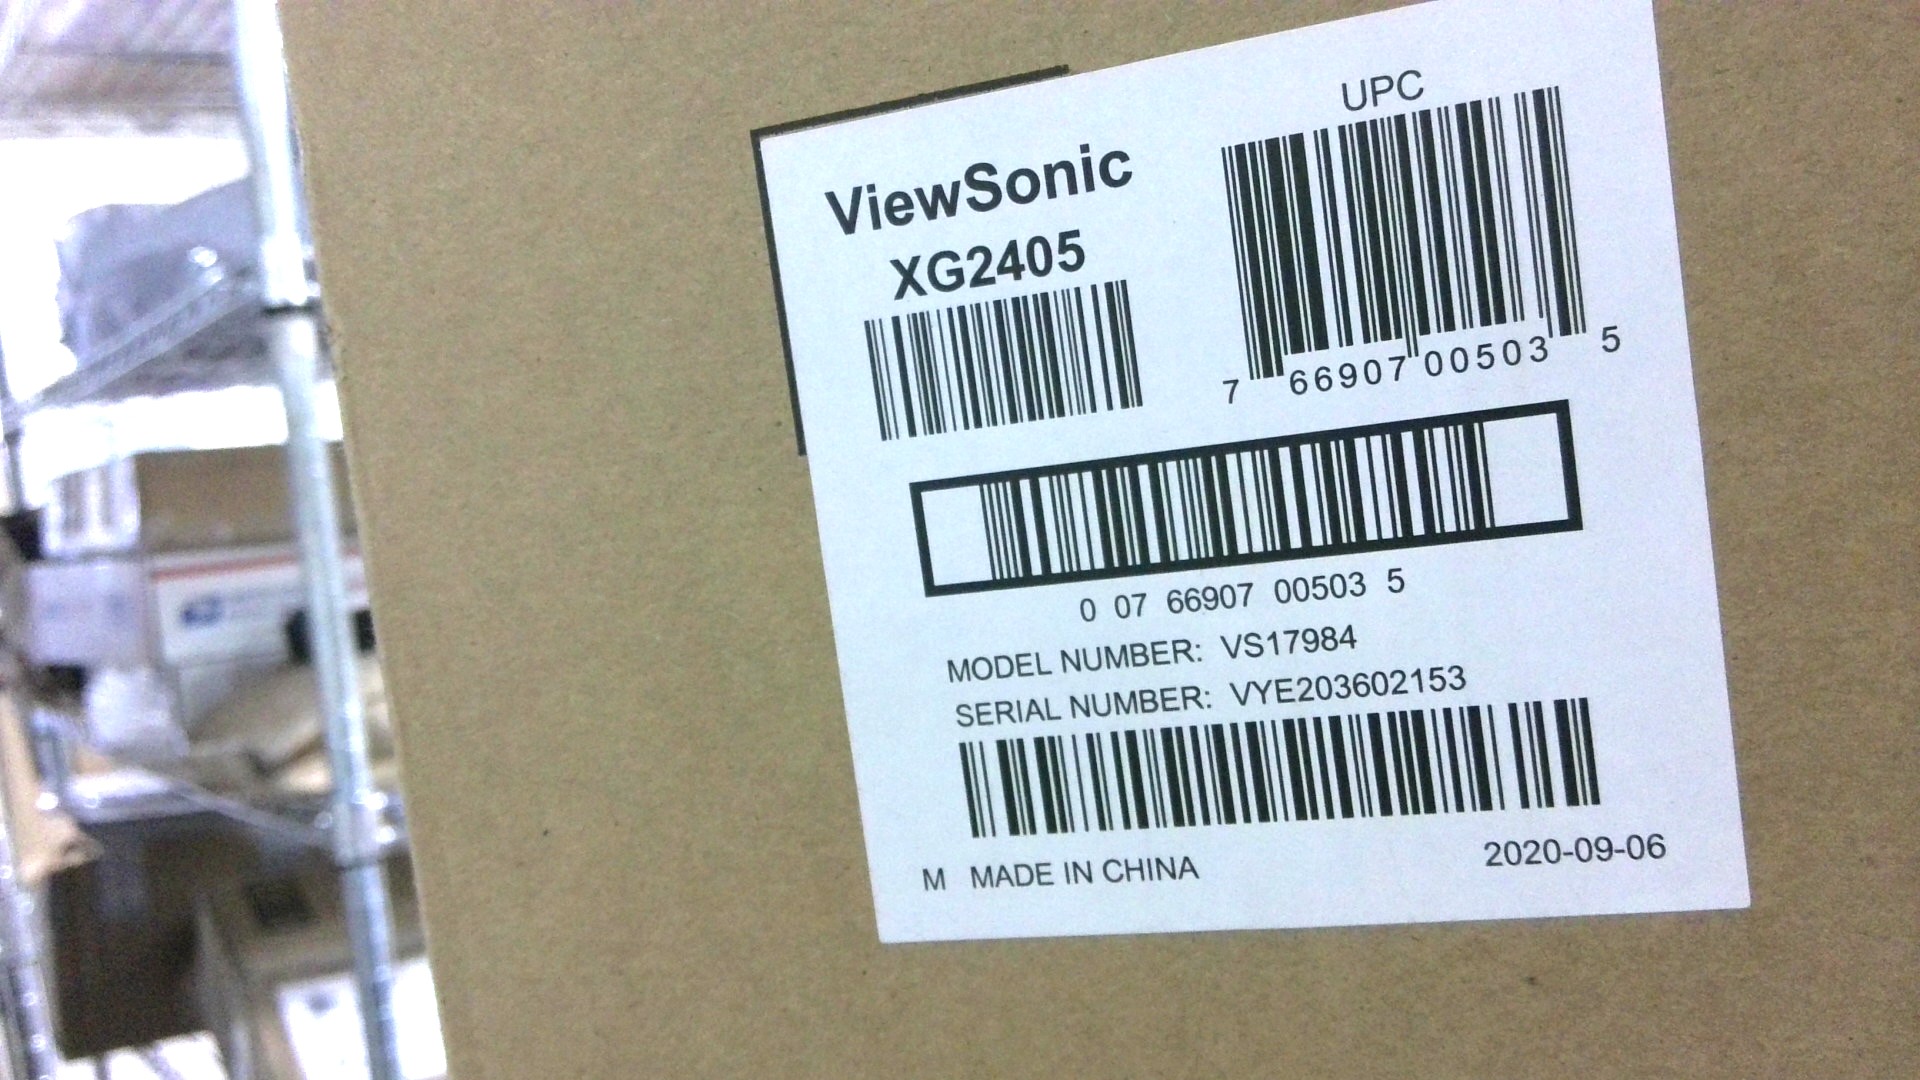 ViewSonic
XG2405
UPC
7 66907 00503 5
0 07 66907 00503 5
MODEL NUMBER: VS17984
SERIAL NUMBER: VYE203602153
M MADE IN CHINA
2020-09-06